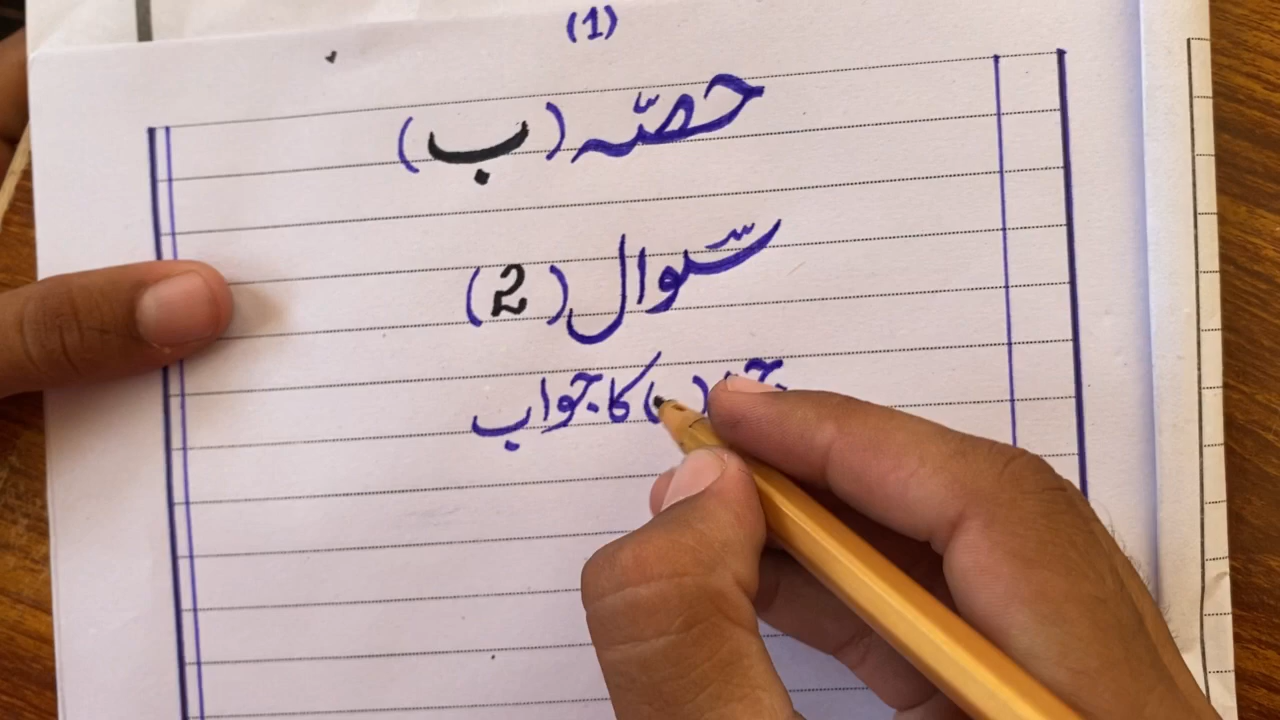 (1)
حصّہ (ب)
سوال (2)
( ) کا جواب